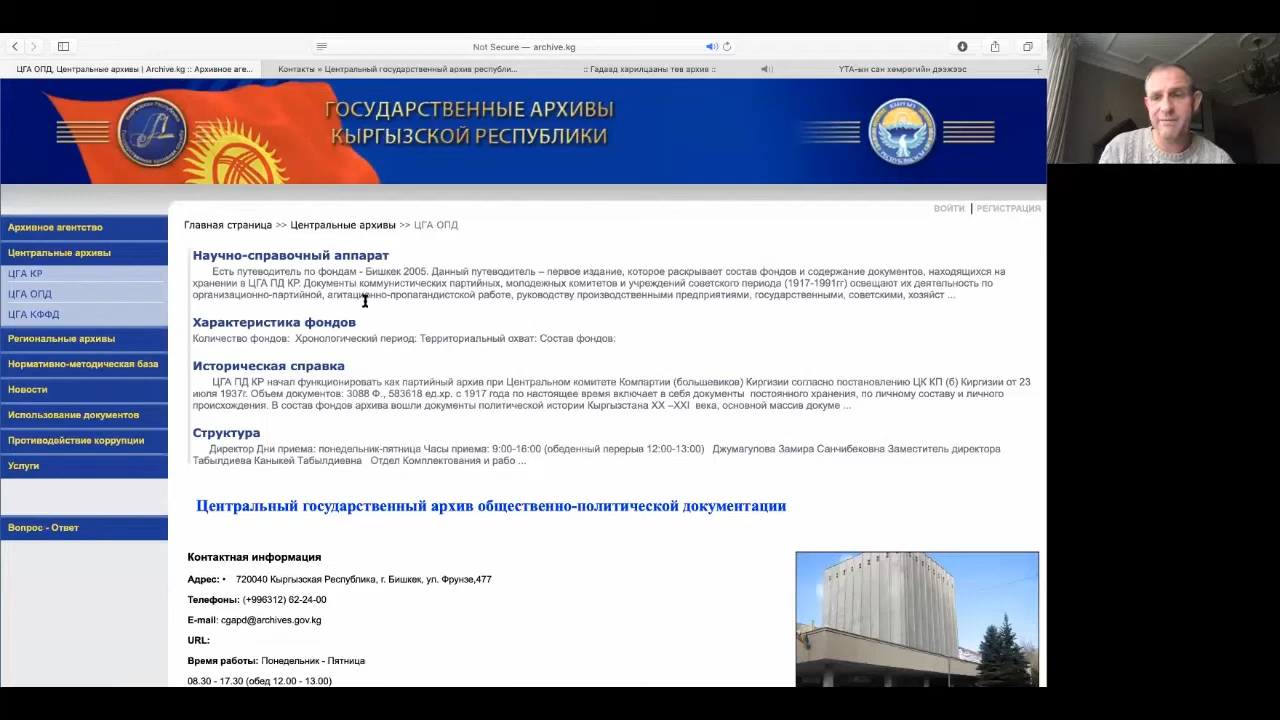 Not Secure — archive.kg
ЦГА ОПД, Центральные архивы | Archive.kg :: Архивное аге...
Контакты » Центральный государственный архив республи...
:: Гадаад харилцааны төв архив ::
ҮТА-ын сан хөмрөгийн дээжээс
ГОСУДАРСТВЕННЫЕ АРХИВЫ
КЫРГЫЗСКОЙ РЕСПУБЛИКИ
ВОЙТИ | РЕГИСТРАЦИЯ
Архивное агентство
Центральные архивы
ЦГА КР
ЦГА ОПД
ЦГА КФФД
Региональные архивы
Нормативно-методическая база
Новости
Использование документов
Противодействие коррупции
Услуги
Вопрос - Ответ
Главная страница >> Центральные архивы >> ЦГА ОПД
Научно-справочный аппарат
Есть путеводитель по фондам - Бишкек 2005. Данный путеводитель – первое издание, которое раскрывает состав фондов и содержание документов, находящихся на
хранении в ЦГА ПД КР. Документы коммунистических партийных, молодежных комитетов и учреждений советского периода (1917-1991гг) освещают их деятельность по
организационно-партийной, агитационно-пропагандистской работе, руководству производственными предприятиями, государственными, советскими, хозяйст ...
Характеристика фондов
Количество фондов: Хронологический период: Территориальный охват: Состав фондов:
Историческая справка
ЦГА ПД КР начал функционировать как партийный архив при Центральном комитете Компартии (большевиков) Киргизии согласно постановлению ЦК КП (б) Киргизии от 23
июля 1937г. Объем документов: 3088 Ф., 583618 ед.хр. с 1917 года по настоящее время включает в себя документы постоянного хранения, по личному составу и личного
происхождения. В состав фондов архива вошли документы политической истории Кыргызстана XX –XXI века, основной массив докуме ...
Структура
Директор Дни приема: понедельник-пятница Часы приема: 9:00-16:00 (обеденный перерыв 12:00-13:00) Джумагулова Замира Санчибековна Заместитель директора
Табылдиева Каныкей Табылдиевна Отдел Комплектования и рабо ...
Центральный государственный архив общественно-политической документации
Контактная информация
Адрес: • 720040 Кыргызская Республика, г. Бишкек, ул. Фрунзе,477
Телефоны: (+996312) 62-24-00
E-mail: cgapd@archives.gov.kg
URL:
Время работы: Понедельник - Пятница
08.30 - 17.30 (обед 12.00 - 13.00)